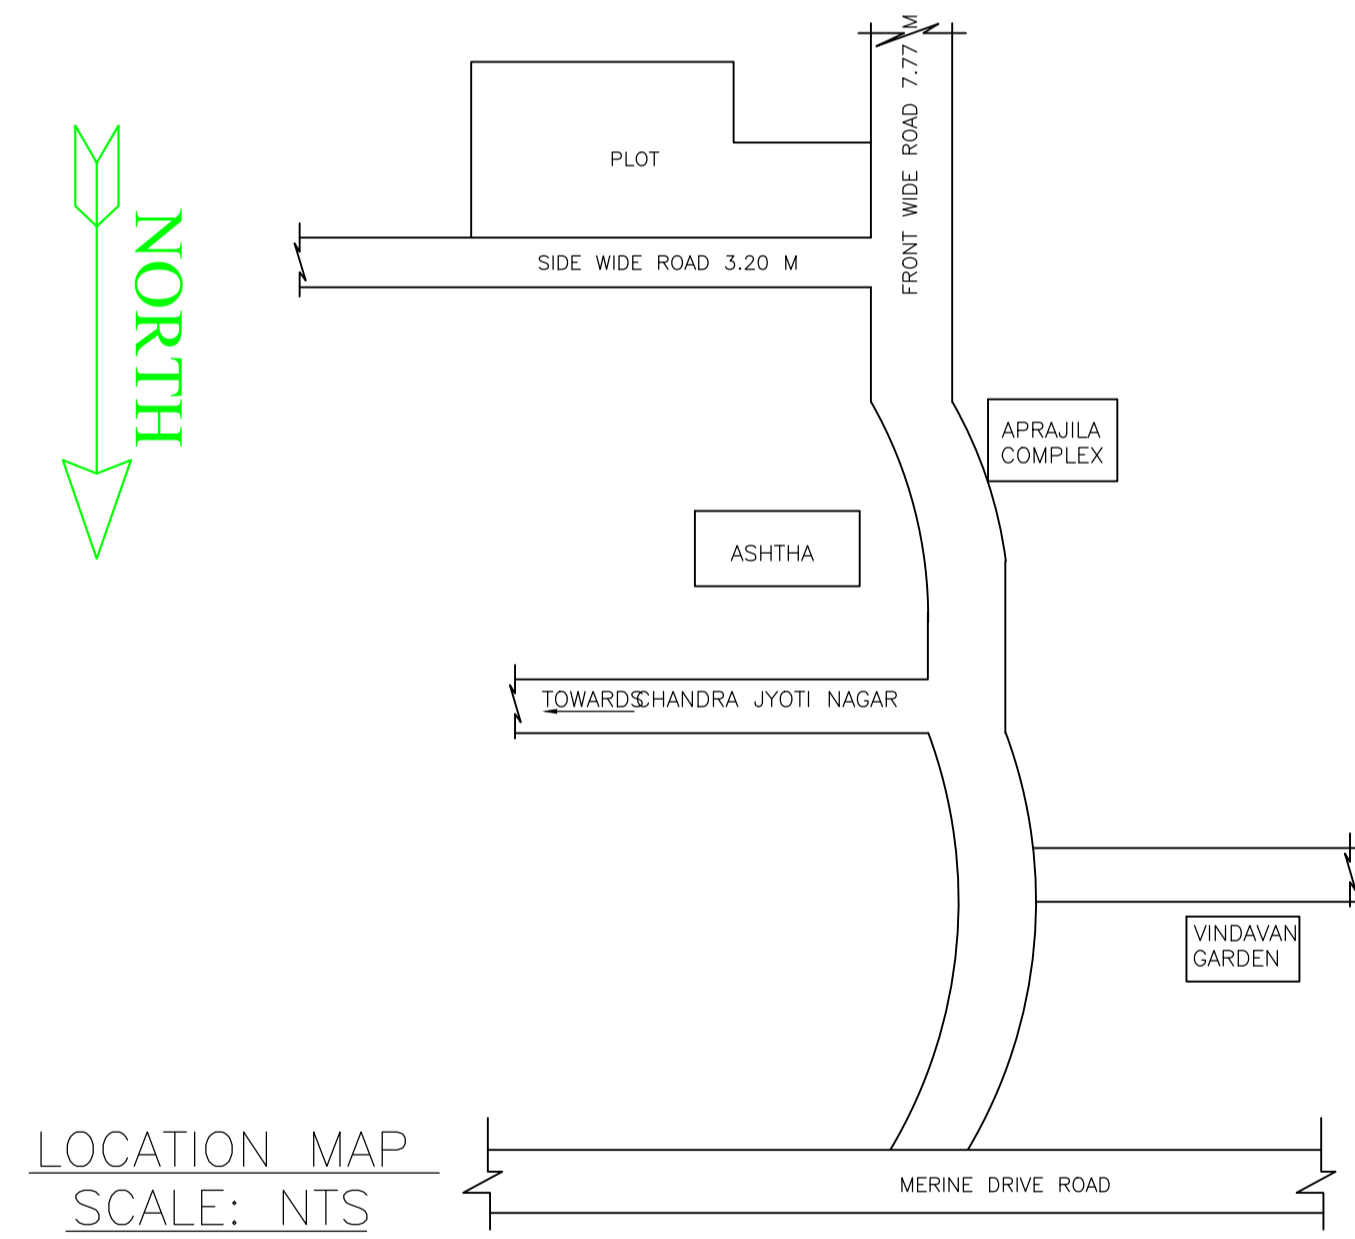 FRONT WIDE ROAD 7.77 M
PLOT
NORTH
SIDE WIDE ROAD 3.20 M
APRAJILA
COMPLEX
ASHTHA
TOWARDS CHANDRA JYOTI NAGAR
VINDAVAN
GARDEN
LOCATION MAP
SCALE: NTS
MERINE DRIVE ROAD